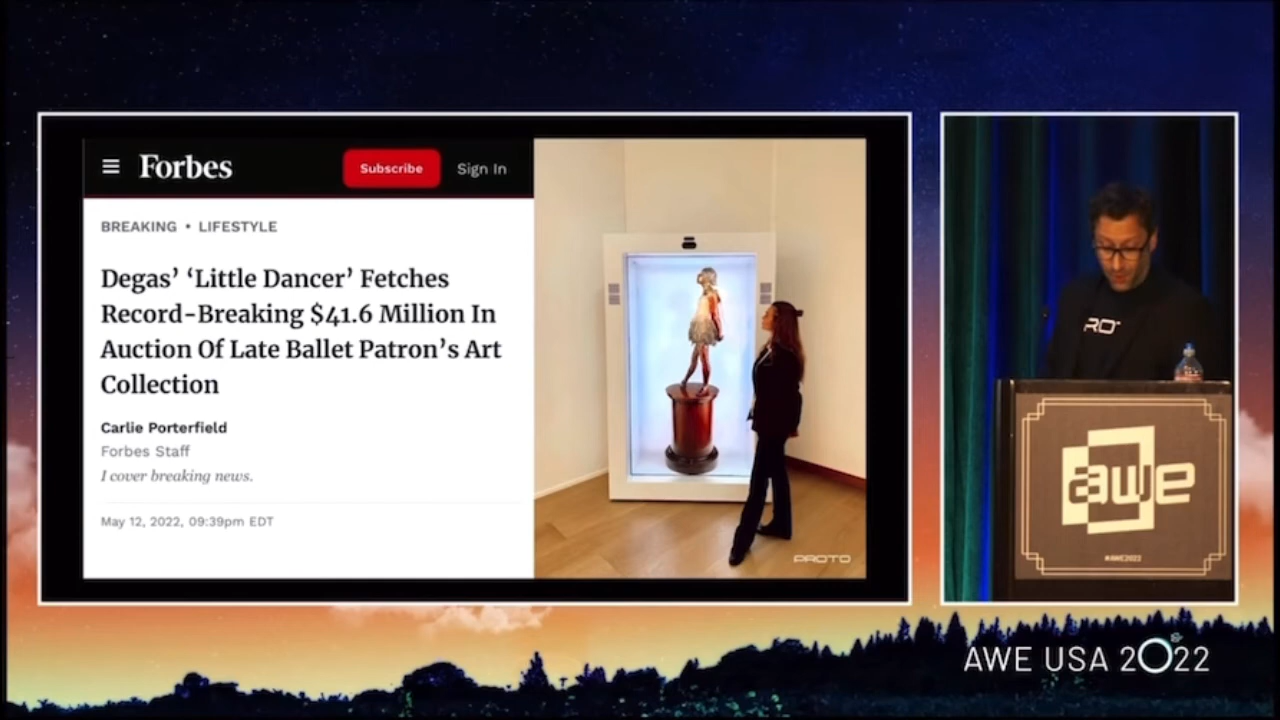 Forbes
Subscribe
Sign In
BREAKING • LIFESTYLE
Degas’ ‘Little Dancer’ Fetches
Record-Breaking $41.6 Million In
Auction Of Late Ballet Patron’s Art
Collection
Carlie Porterfield
Forbes Staff
I cover breaking news.
May 12, 2022, 09:39pm EDT
PROTO
RO
awe
#AWE2022
AWE USA 2022